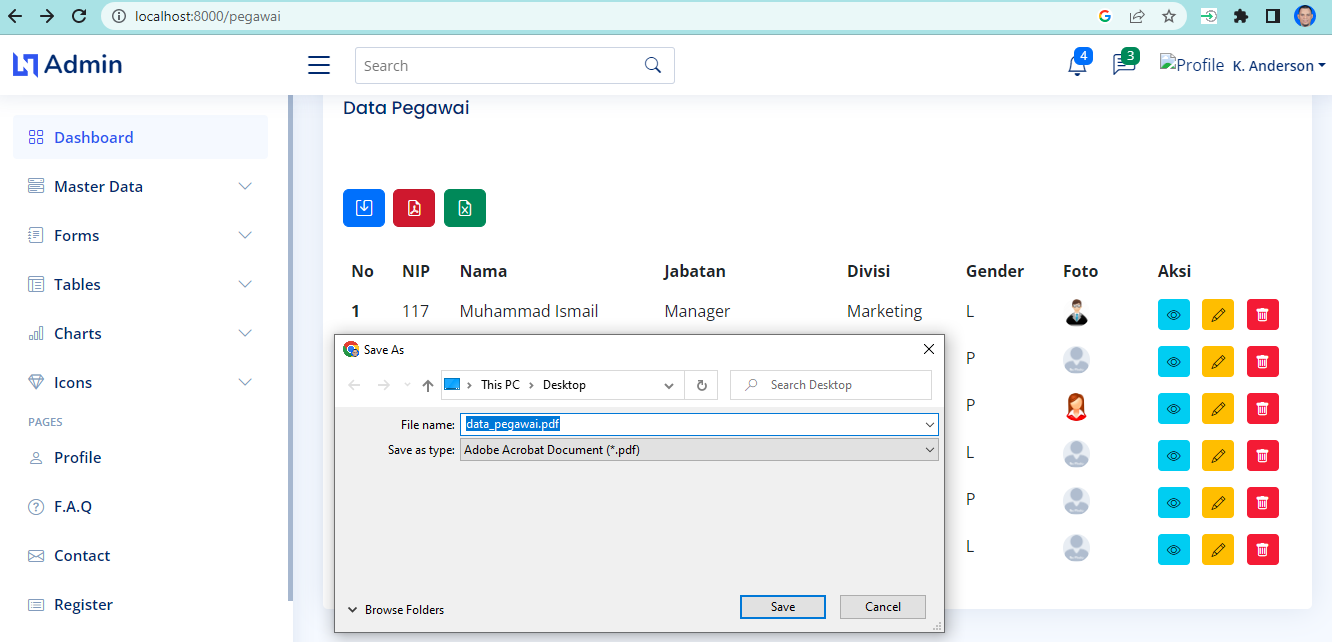 localhost:8000/pegawai
Admin
Search
4
3
Profile
K. Anderson
Data Pegawai
Dashboard
Master Data
Forms
Tables
Charts
Icons
PAGES
Profile
F.A.Q
Contact
Register
No NIP Nama Jabatan Divisi Gender Foto Aksi
1 117 Muhammad Ismail Manager Marketing L
P
P
L
P
L
Save As
This PC › Desktop
Search Desktop
File name: data_pegawai.pdf
Save as type: Adobe Acrobat Document (*.pdf)
Browse Folders
Save
Cancel